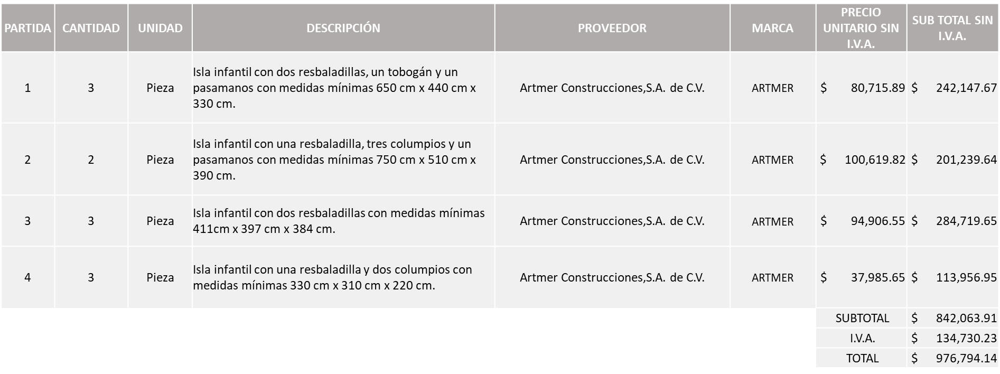 PARTIDA CANTIDAD UNIDAD DESCRIPCIÓN PROVEEDOR MARCA PRECIO UNITARIO SIN I.V.A. SUB TOTAL SIN I.V.A.
1 3 Pieza Isla infantil con dos resbaladillas, un tobogán y un
pasamanos con medidas mínimas 650 cm x 440 cm x
330 cm. Artmer Construcciones,S.A. de C.V. ARTMER $ 80,715.89 $ 242,147.67
2 2 Pieza Isla infantil con una resbaladilla, tres columpios y un
pasamanos con medidas mínimas 750 cm x 510 cm x
390 cm. Artmer Construcciones,S.A. de C.V. ARTMER $ 100,619.82 $ 201,239.64
3 3 Pieza Isla infantil con dos resbaladillas con medidas mínimas
411cm x 397 cm x 384 cm. Artmer Construcciones,S.A. de C.V. ARTMER $ 94,906.55 $ 284,719.65
4 3 Pieza Isla infantil con una resbaladilla y dos columpios con
medidas mínimas 330 cm x 310 cm x 220 cm. Artmer Construcciones,S.A. de C.V. ARTMER $ 37,985.65 $ 113,956.95
SUBTOTAL $ 842,063.91
I.V.A. $ 134,730.23
TOTAL $ 976,794.14